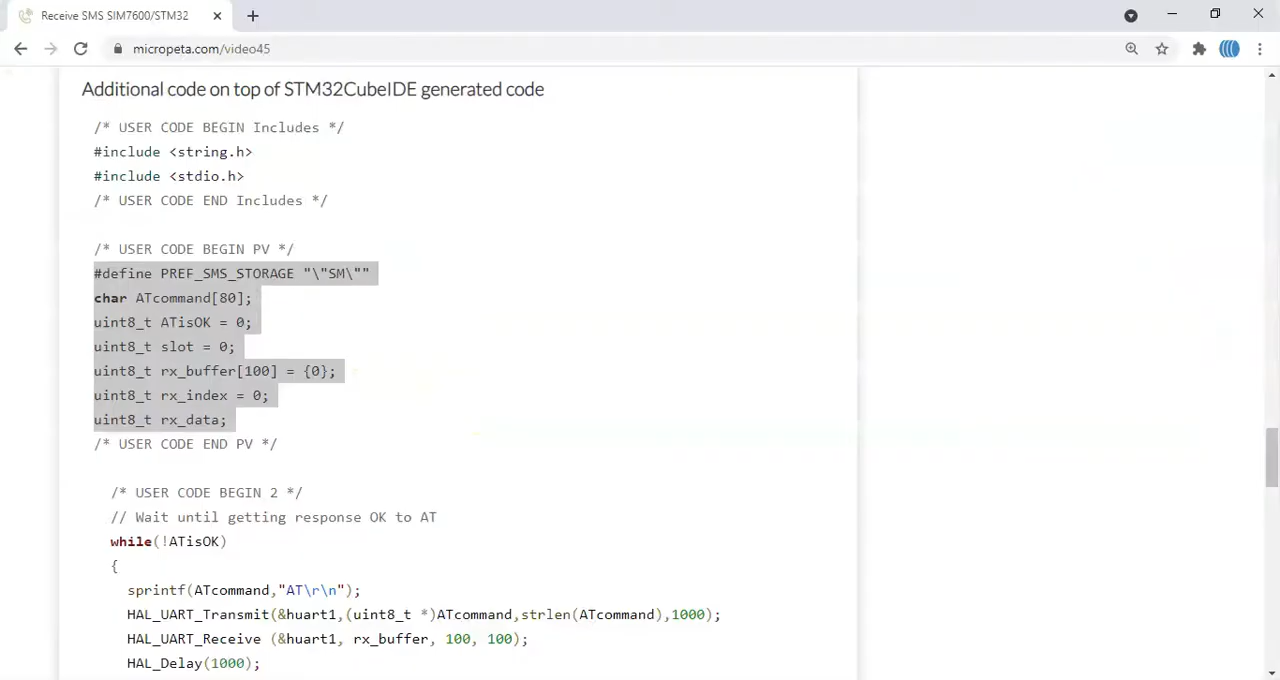 Receive SMS SIM7600/STM32
micropeta.com/video45
Additional code on top of STM32CubeIDE generated code
/* USER CODE BEGIN Includes */
#include <string.h>
#include <stdio.h>
/* USER CODE END Includes */
/* USER CODE BEGIN PV */
#define PREF_SMS_STORAGE "\"SM\""
char ATcommand[80];
uint8_t ATisOK = 0;
uint8_t slot = 0;
uint8_t rx_buffer[100] = {0};
uint8_t rx_index = 0;
uint8_t rx_data;
/* USER CODE END PV */
/* USER CODE BEGIN 2 */
// Wait until getting response OK to AT
while(!ATisOK)
{
sprintf(ATcommand,"AT\r\n");
HAL_UART_Transmit(&huart1,(uint8_t *)ATcommand,strlen(ATcommand),1000);
HAL_UART_Receive (&huart1, rx_buffer, 100, 100);
HAL_Delay(1000);